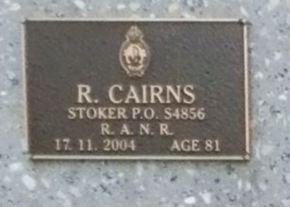 R. CAIRNS
STOKER P.O. S4856
R. A. N. R.
17. 11. 2004 AGE 81